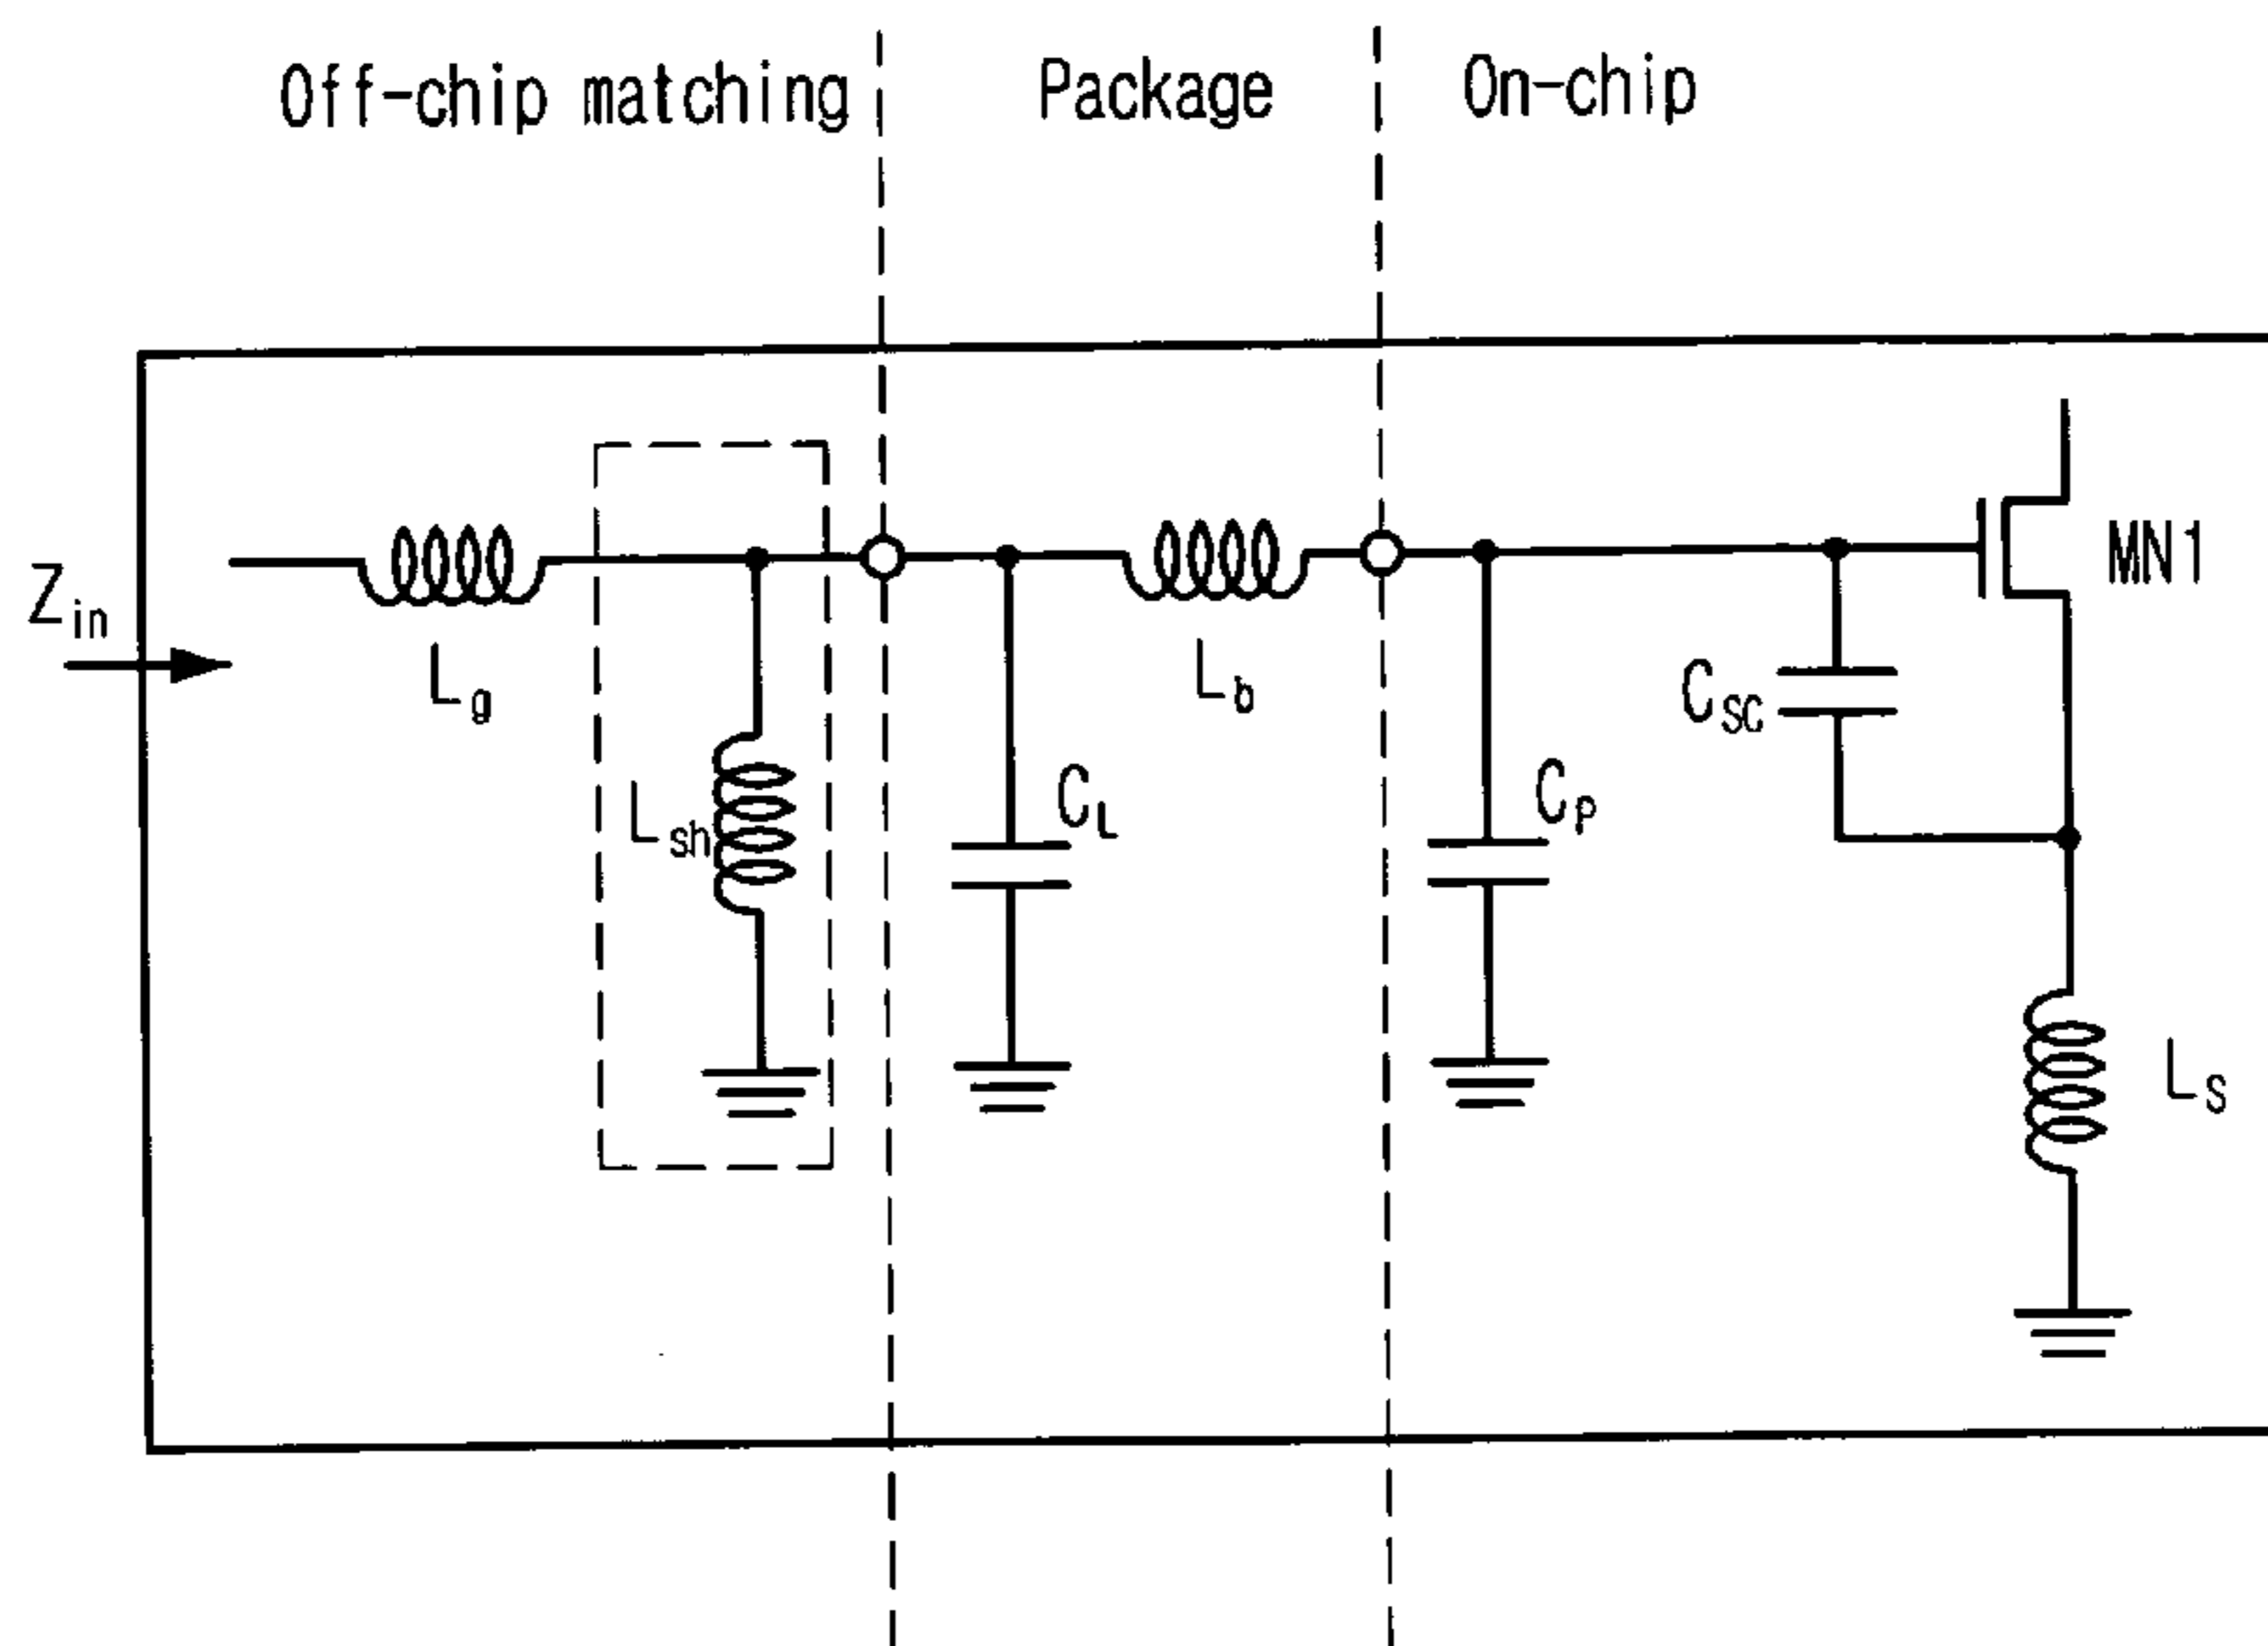 Off-chip matching
Package
On-chip
Zin
Lg
Lsh
CL
Lb
CP
CSC
MN1
LS